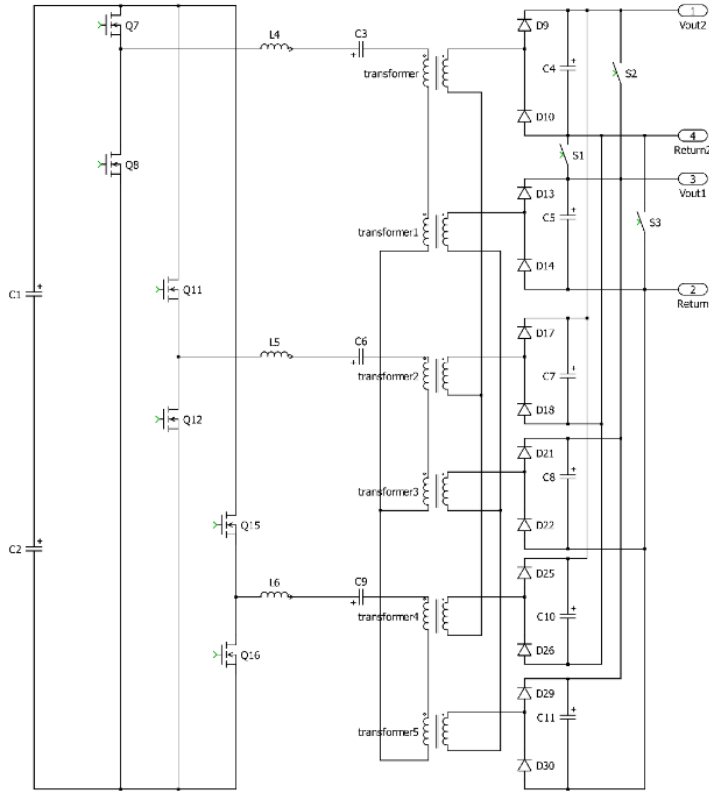 Q7
L4
C3
transformer
D9
C4
1
Vout2
S2
Q8
D10
S1
4
Return2
D13
3
Vout1
transformer1
C5
S3
D14
C1
Q11
2
Return
L5
C6
transformer2
D17
C7
Q12
D18
D21
transformer3
C8
Q15
D22
C2
L6
C9
D25
transformer4
C10
Q16
D26
D29
transformer5
C11
D30